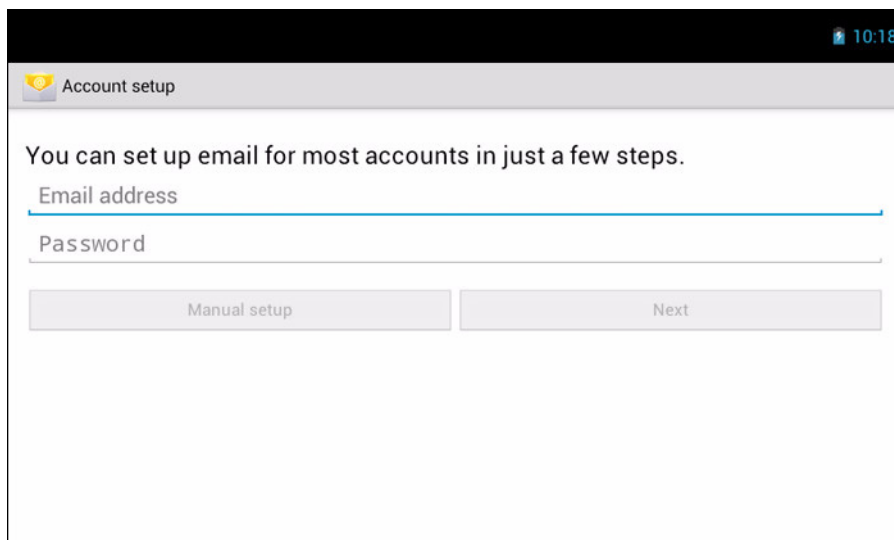 10:18
Account setup
You can set up email for most accounts in just a few steps.
Email address
Password
Manual setup
Next